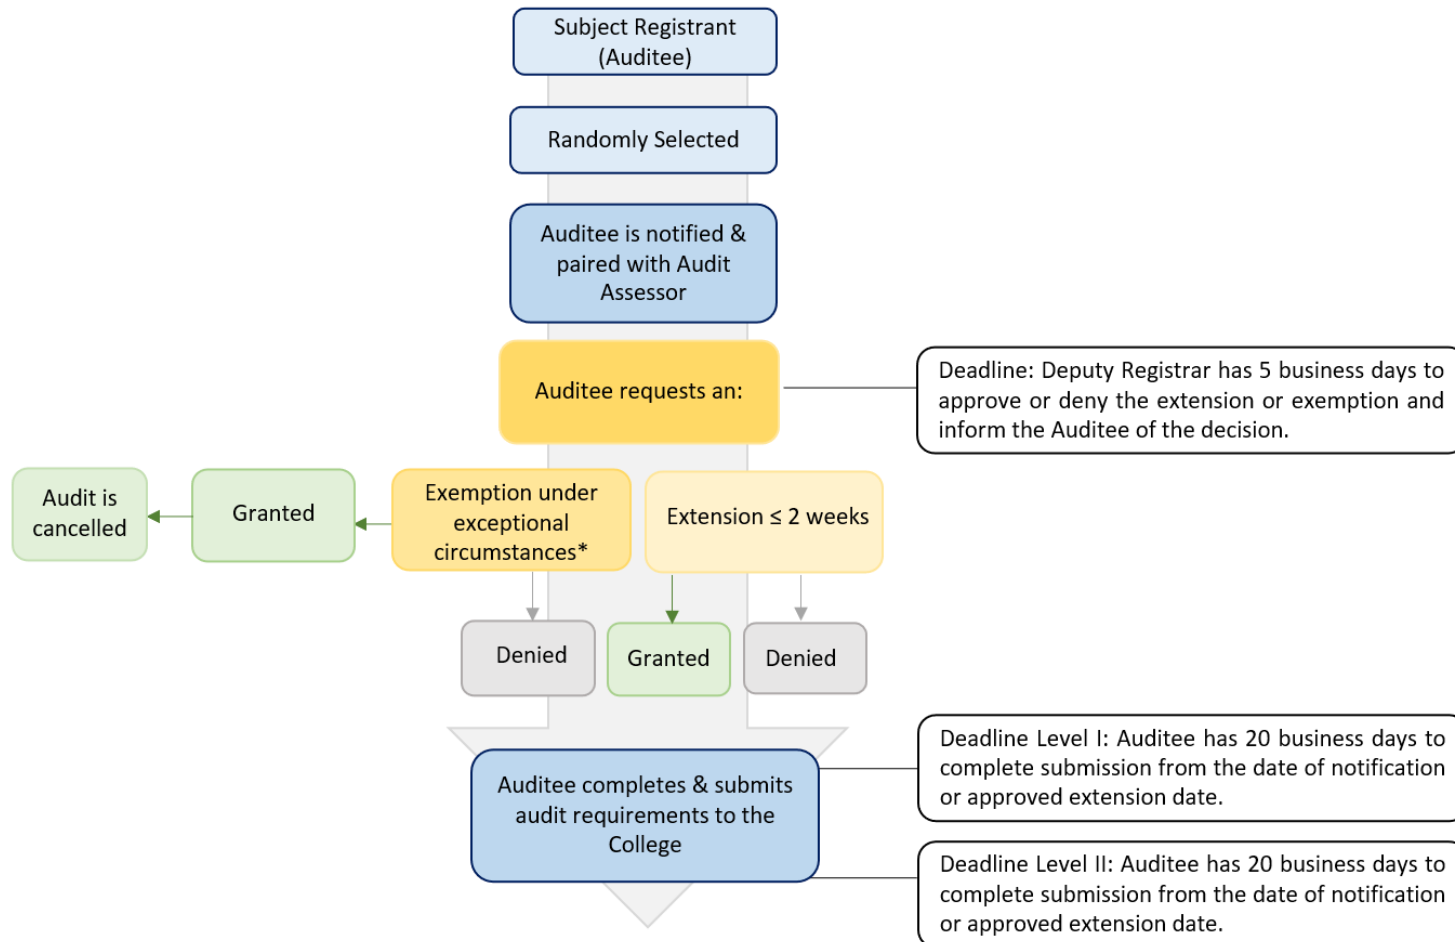 Subject Registrant
(Auditee)
Randomly Selected
Auditee is notified &
paired with Audit
Assessor
Auditee requests an:
Deadline: Deputy Registrar has 5 business days to
approve or deny the extension or exemption and
inform the Auditee of the decision.
Audit is
cancelled
Granted
Exemption under
exceptional
circumstances*
Extension ≤ 2 weeks
Denied
Granted
Denied
Auditee completes & submits
audit requirements to the
College
Deadline Level I: Auditee has 20 business days to
complete submission from the date of notification
or approved extension date.
Deadline Level II: Auditee has 20 business days to
complete submission from the date of notification
or approved extension date.